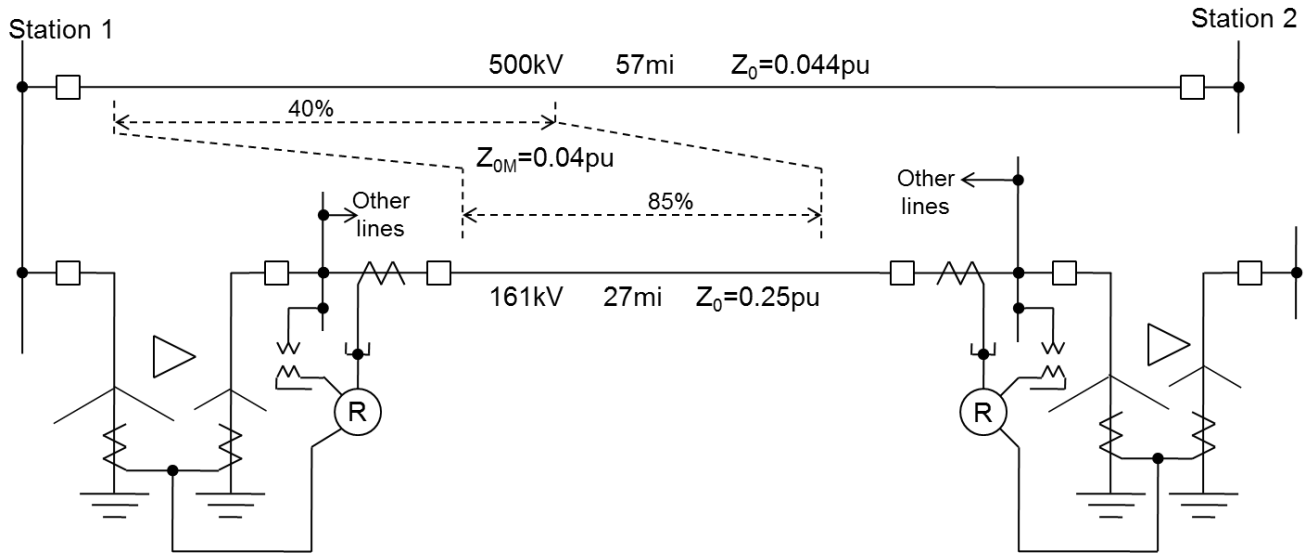 Station 1
Station 2
500kV 57mi Z₀=0.044pu
40%
Z₀M=0.04pu
Other
lines
85%
Other
lines
161kV 27mi Z₀=0.25pu
R
R